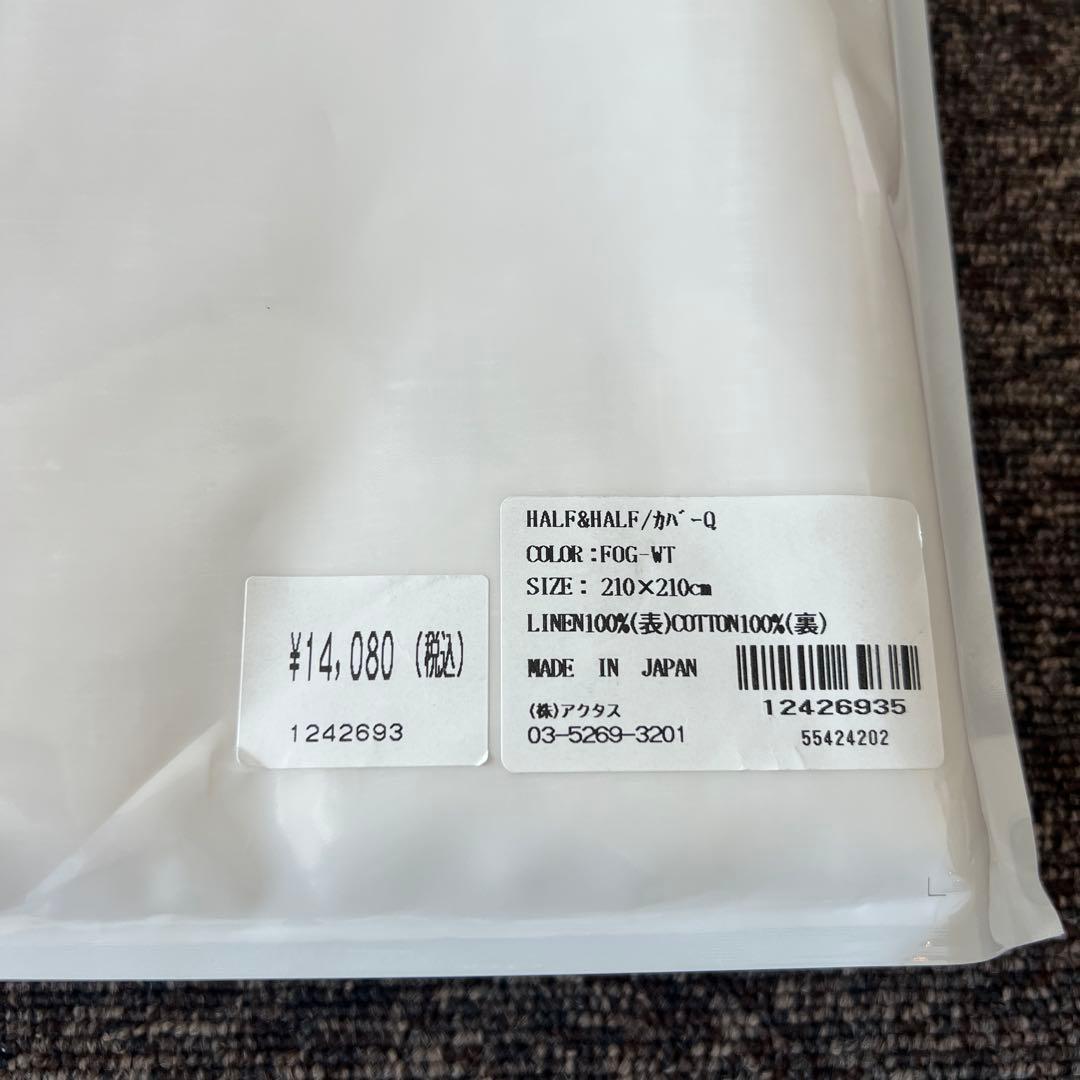 HALF&HALF/ｶﾊﾞｰQ
COLOR:FOG-WT
SIZE: 210×210cm
LINEN100%(表)COTTON100%(裏)
MADE IN JAPAN
(株)アクタス
03-5269-3201
12426935
55424202
¥14,080 (税込)
1242693